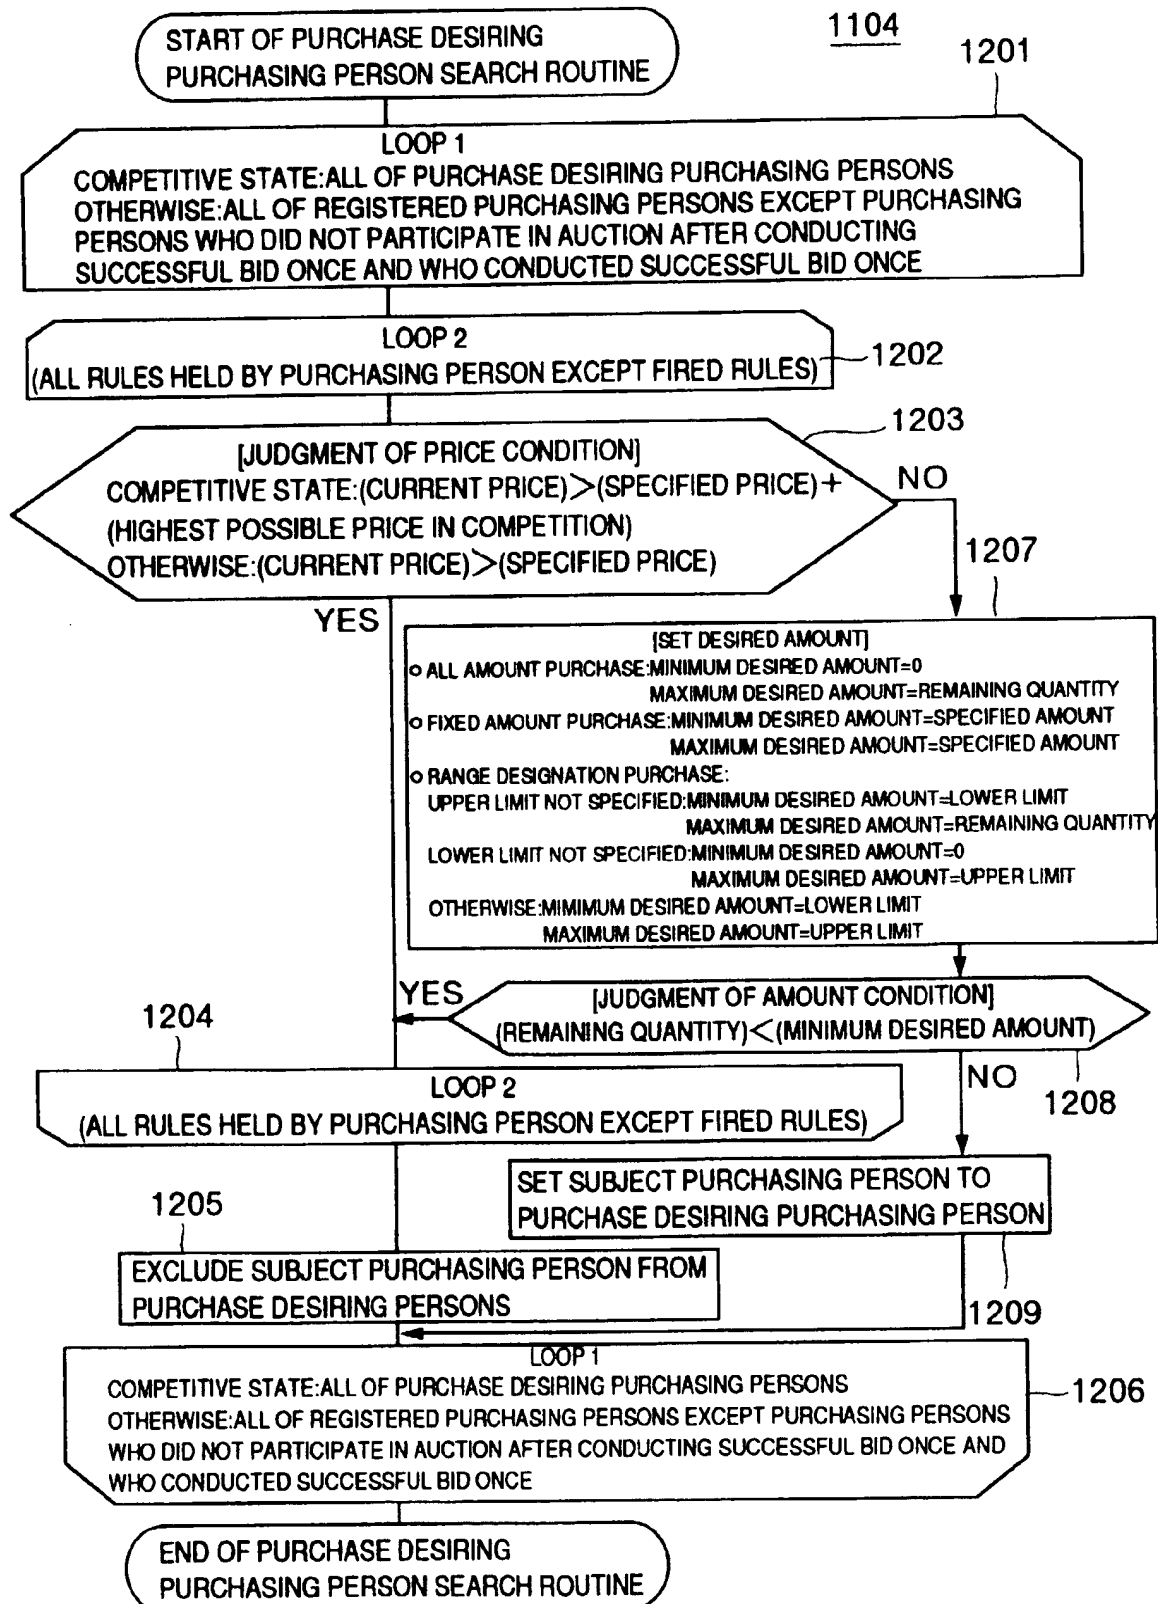 START OF PURCHASE DESIRING
PURCHASING PERSON SEARCH ROUTINE
1104
1201
LOOP 1
COMPETITIVE STATE:ALL OF PURCHASE DESIRING PURCHASING PERSONS
OTHERWISE:ALL OF REGISTERED PURCHASING PERSONS EXCEPT PURCHASING
PERSONS WHO DID NOT PARTICIPATE IN AUCTION AFTER CONDUCTING
SUCCESSFUL BID ONCE AND WHO CONDUCTED SUCCESSFUL BID ONCE
LOOP 2
(ALL RULES HELD BY PURCHASING PERSON EXCEPT FIRED RULES)
1202
1203
[JUDGMENT OF PRICE CONDITION]
COMPETITIVE STATE:(CURRENT PRICE)>(SPECIFIED PRICE)+
(HIGHEST POSSIBLE PRICE IN COMPETITION)
OTHERWISE:(CURRENT PRICE)>(SPECIFIED PRICE)
NO
1207
YES
[SET DESIRED AMOUNT]
○ ALL AMOUNT PURCHASE:MINIMUM DESIRED AMOUNT=0
MAXIMUM DESIRED AMOUNT=REMAINING QUANTITY
○ FIXED AMOUNT PURCHASE:MINIMUM DESIRED AMOUNT=SPECIFIED AMOUNT
MAXIMUM DESIRED AMOUNT=SPECIFIED AMOUNT
○ RANGE DESIGNATION PURCHASE:
UPPER LIMIT NOT SPECIFIED:MINIMUM DESIRED AMOUNT=LOWER LIMIT
MAXIMUM DESIRED AMOUNT=REMAINING QUANTITY
LOWER LIMIT NOT SPECIFIED:MINIMUM DESIRED AMOUNT=0
MAXIMUM DESIRED AMOUNT=UPPER LIMIT
OTHERWISE:MIMIMUM DESIRED AMOUNT=LOWER LIMIT
MAXIMUM DESIRED AMOUNT=UPPER LIMIT
YES
[JUDGMENT OF AMOUNT CONDITION]
(REMAINING QUANTITY)<(MINIMUM DESIRED AMOUNT)
1204
NO
1208
LOOP 2
(ALL RULES HELD BY PURCHASING PERSON EXCEPT FIRED RULES)
SET SUBJECT PURCHASING PERSON TO
PURCHASE DESIRING PURCHASING PERSON
1205
EXCLUDE SUBJECT PURCHASING PERSON FROM
PURCHASE DESIRING PERSONS
1209
LOOP 1
COMPETITIVE STATE:ALL OF PURCHASE DESIRING PURCHASING PERSONS
OTHERWISE:ALL OF REGISTERED PURCHASING PERSONS EXCEPT PURCHASING PERSONS
WHO DID NOT PARTICIPATE IN AUCTION AFTER CONDUCTING SUCCESSFUL BID ONCE AND
WHO CONDUCTED SUCCESSFUL BID ONCE
1206
END OF PURCHASE DESIRING
PURCHASING PERSON SEARCH ROUTINE